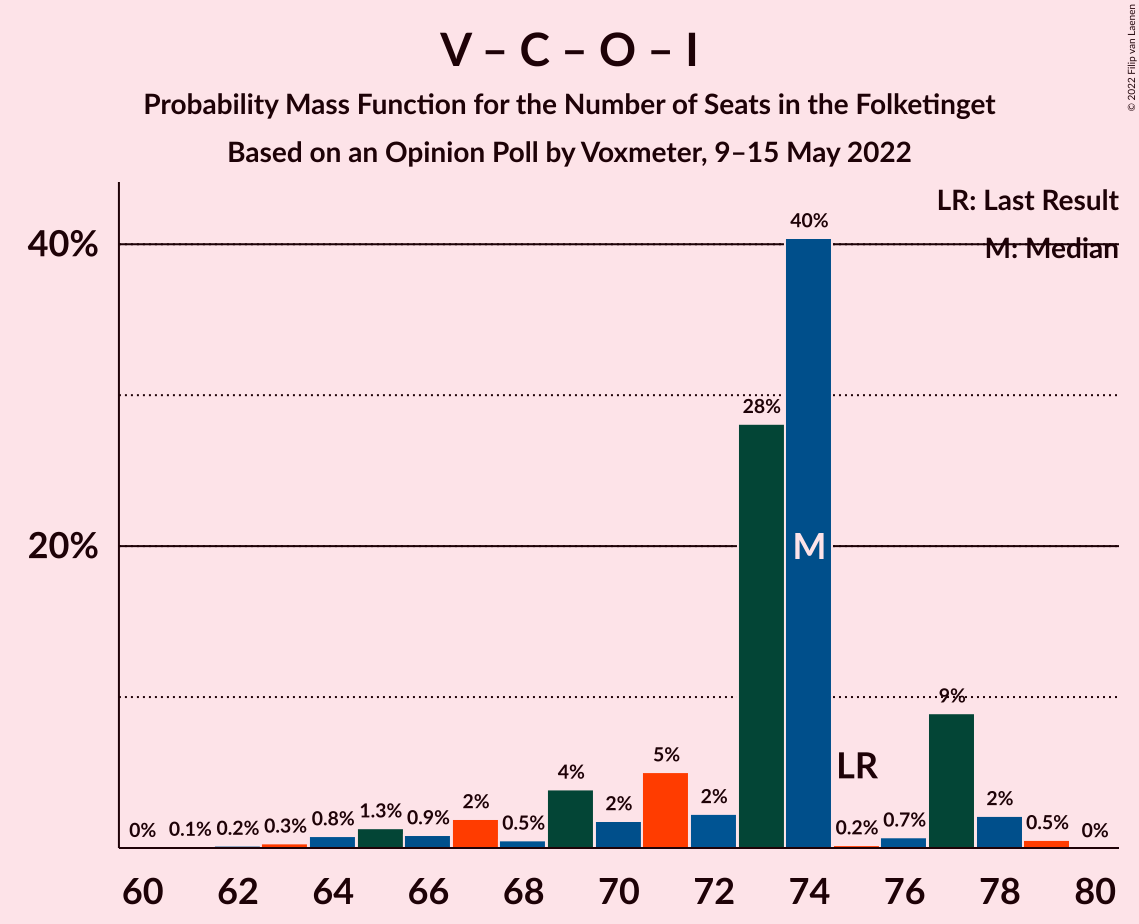 V – C – O – I
Probability Mass Function for the Number of Seats in the Folketinget
Based on an Opinion Poll by Voxmeter, 9–15 May 2022
© 2022 Filip van Laenen
LR: Last Result
M: Median
40%
20%
0%
0.1%
0.2%
0.3%
0.8%
1.3%
0.9%
2%
0.5%
4%
2%
5%
2%
28%
40%
M
LR
0.2%
0.7%
9%
2%
0.5%
0%
60 62 64 66 68 70 72 74 76 78 80